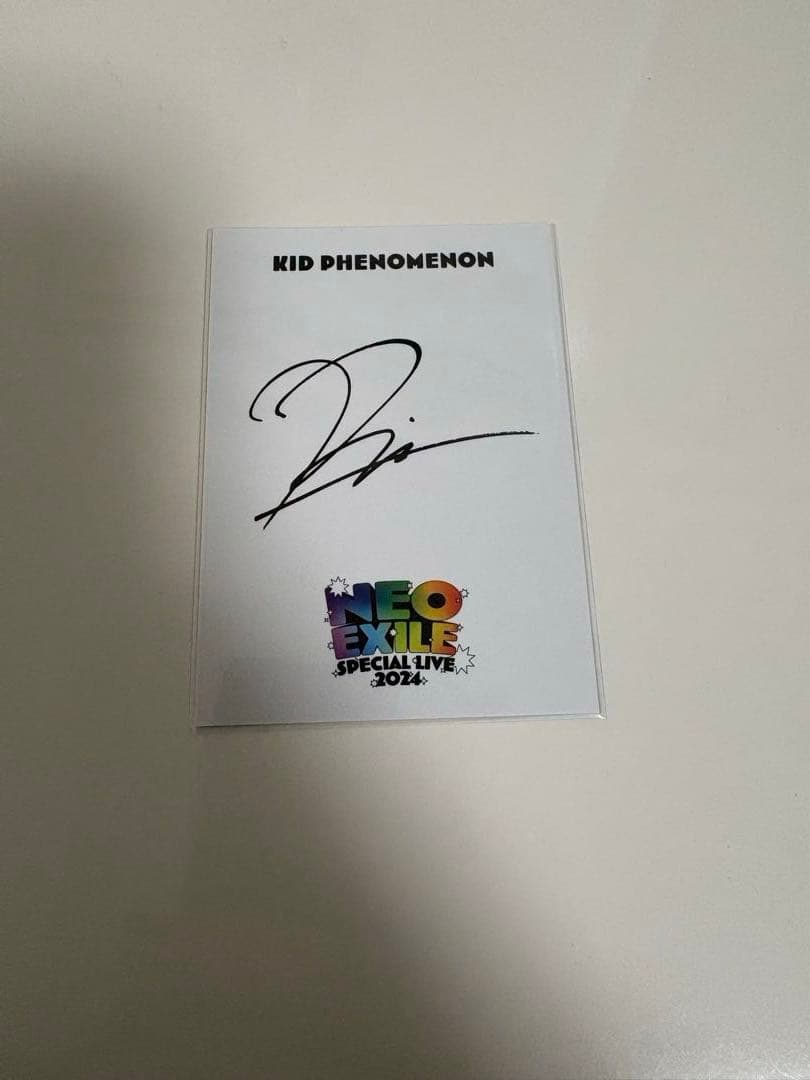 KID PHENOMENON
NEO
EXILE
SPECIAL LIVE
2024